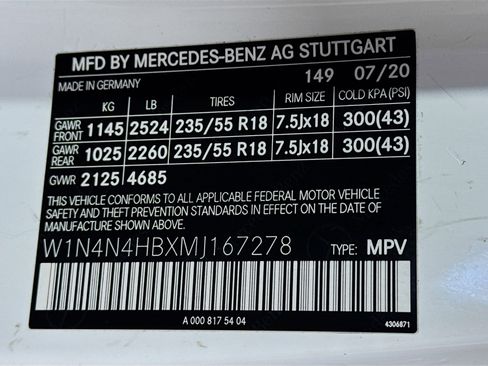 MFD BY MERCEDES-BENZ AG STUTTGART
MADE IN GERMANY 149 07/20
KG LB TIRES RIM SIZE COLD KPA (PSI)
GAWR FRONT 1145 2524 235/55 R18 7.5Jx18 300(43)
GAWR REAR 1025 2260 235/55 R18 7.5Jx18 300(43)
GVWR 2125 4685
THIS VEHICLE CONFORMS TO ALL APPLICABLE FEDERAL MOTOR VEHICLE
SAFETY AND THEFT PREVENTION STANDARDS IN EFFECT ON THE DATE OF
MANUFACTURE SHOWN ABOVE.
W1N4N4HBXMJ167278 TYPE: MPV
A 000 817 54 04 4306871